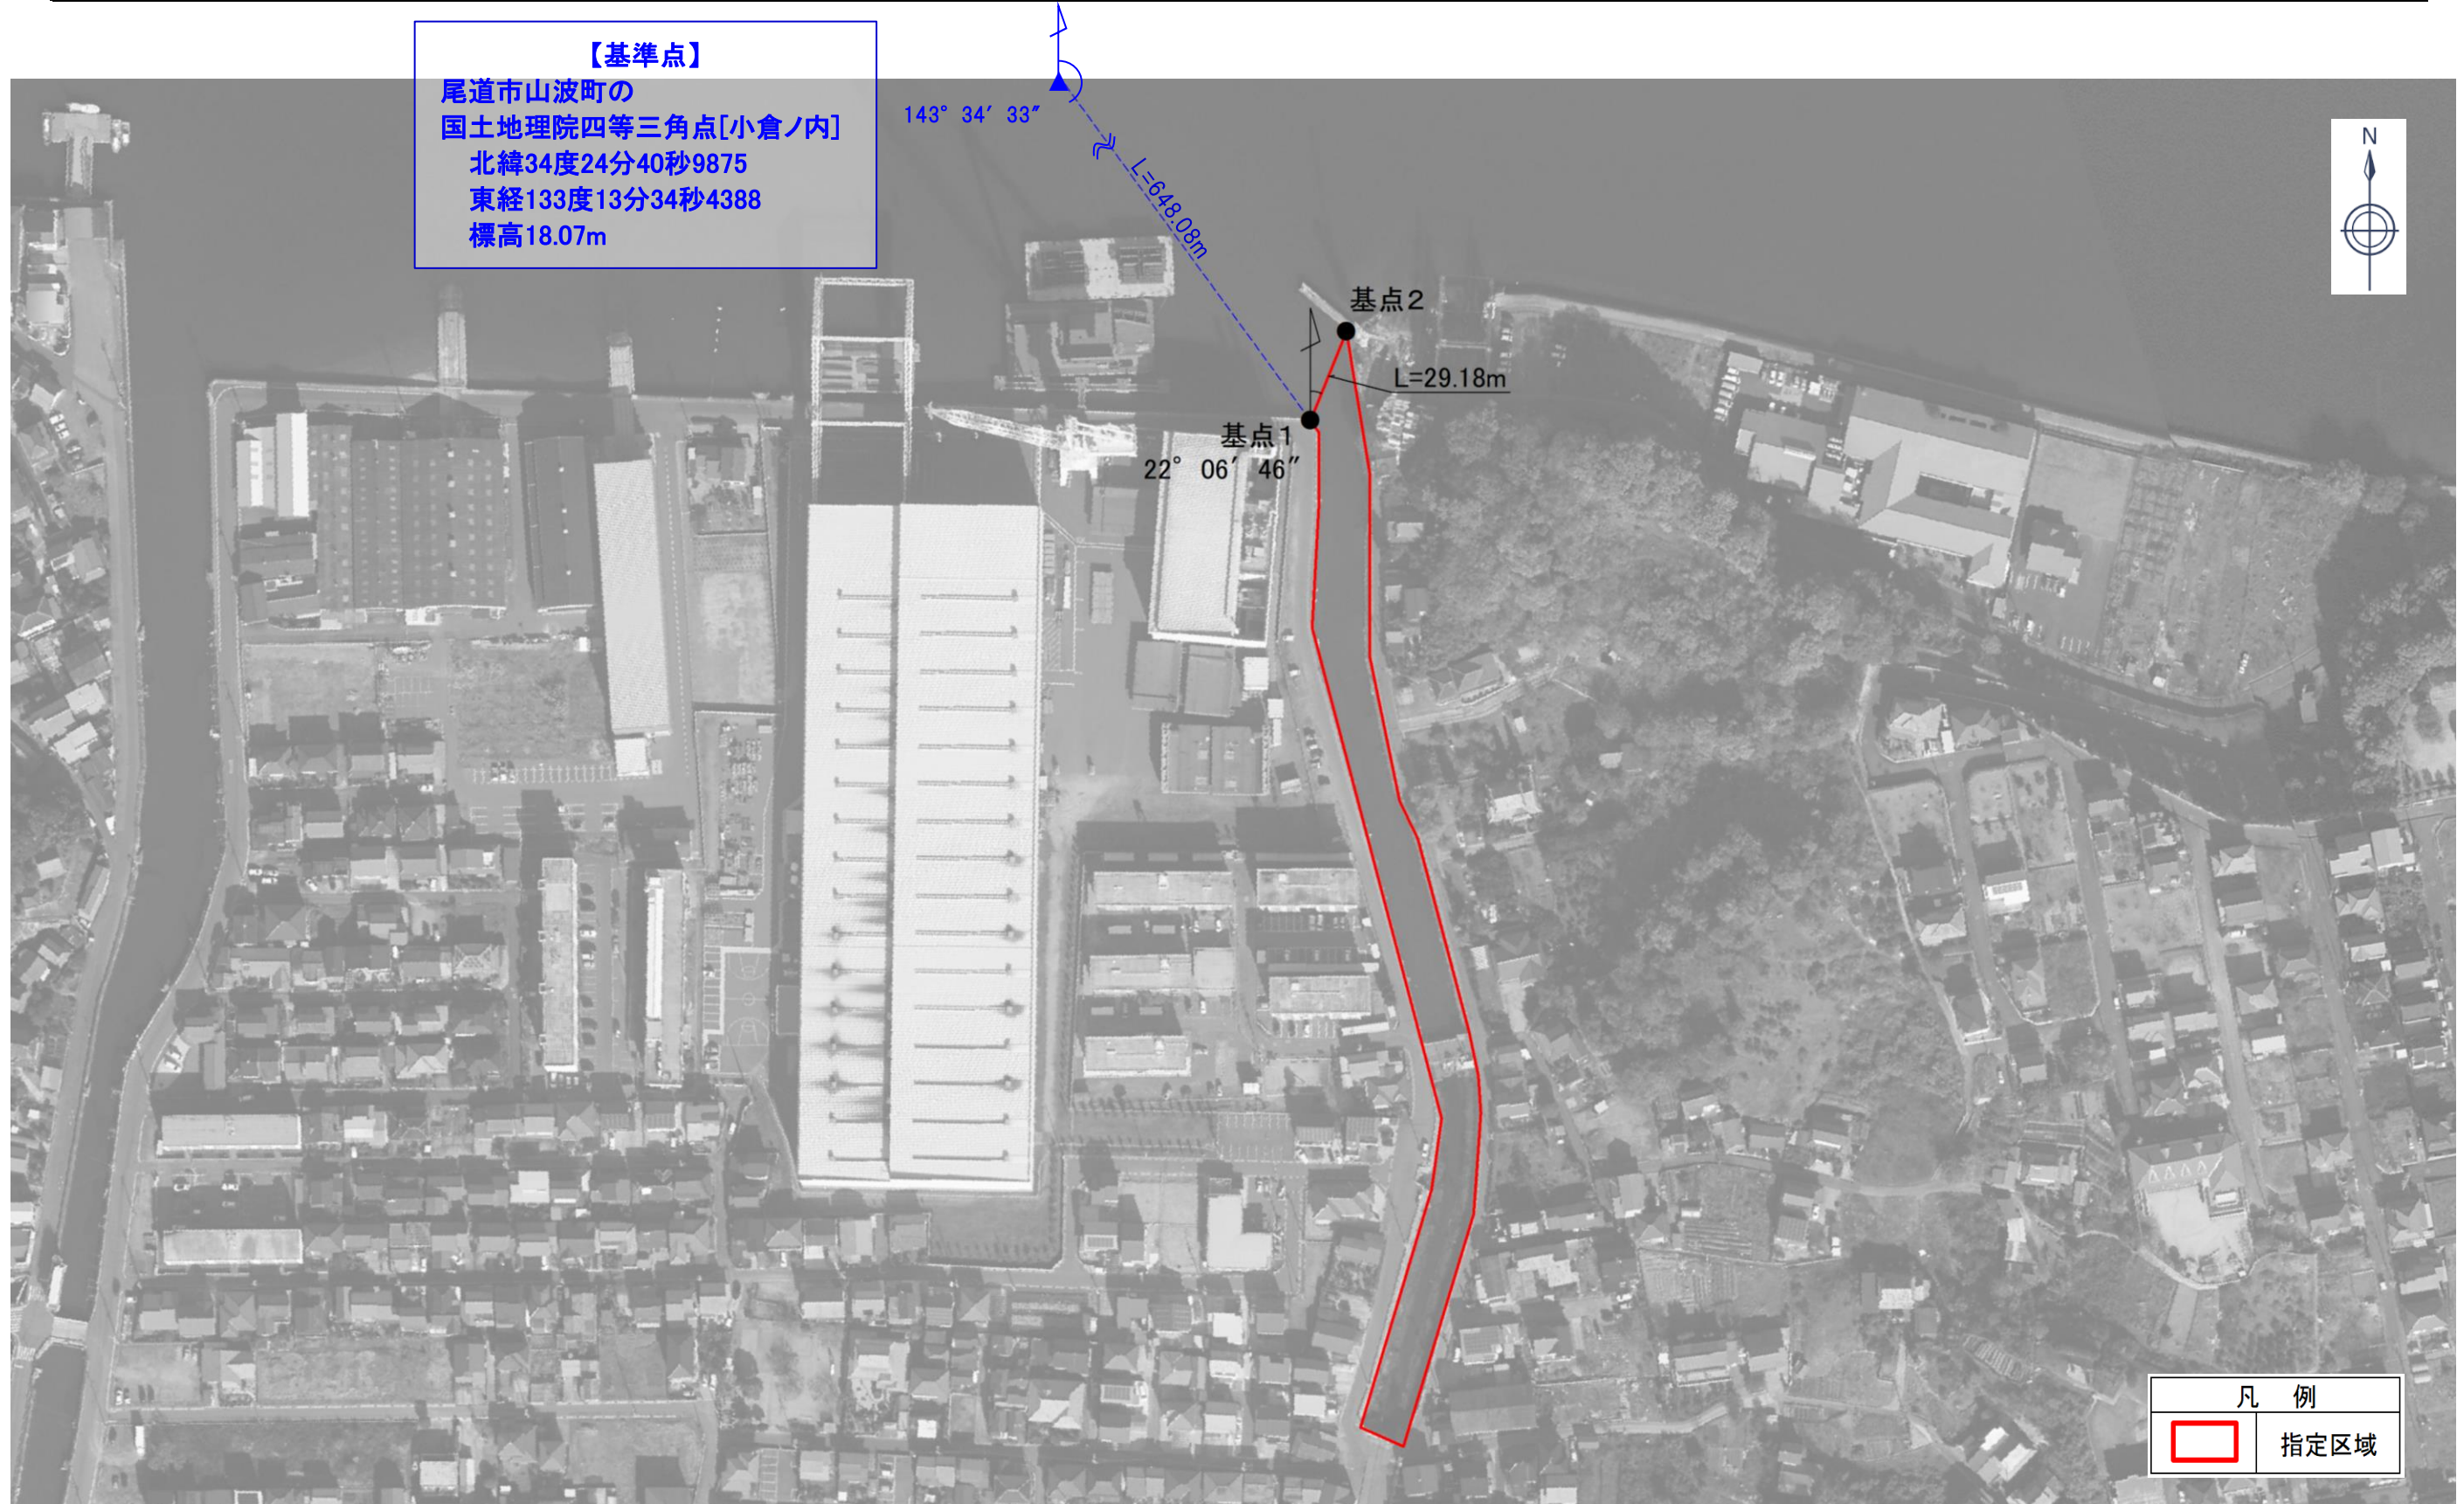 【基準点】
尾道市山波町の
国土地理院四等三角点[小倉ノ内]
北緯34度24分40秒9875
東経133度13分34秒4388
標高18.07m
143° 34′ 33″
L=648.08m
N
基点2
L=29.18m
基点1
22° 06′ 46″
凡 例
指定区域